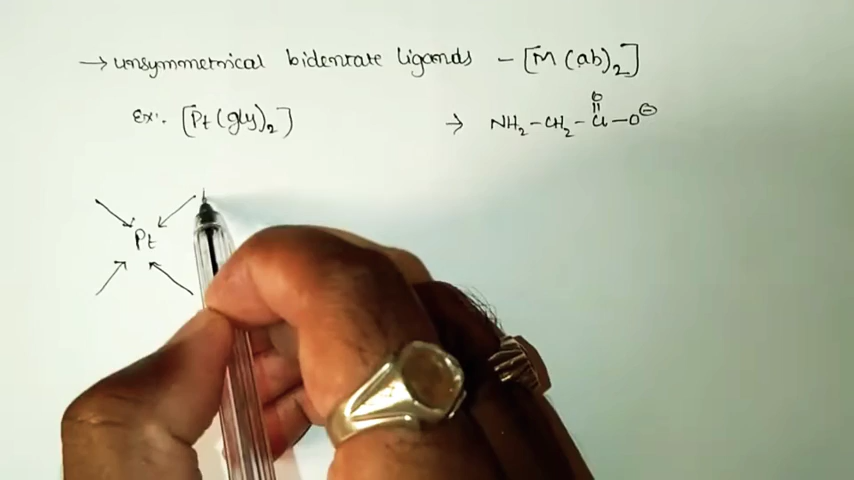 → unsymmetrical bidentate ligands – [M(ab)₂]
Ex:. [Pt(gly)₂] → NH₂–CH₂–C(=O)–O⊖
Pt